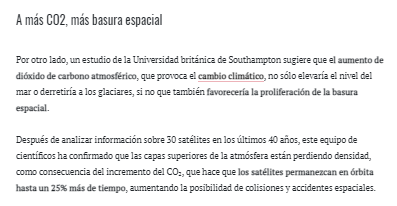 A más CO2, más basura espacial
Por otro lado, un estudio de la Universidad británica de Southampton sugiere que el aumento de
dióxido de carbono atmosférico, que provoca el cambio climático, no sólo elevaría el nivel del
mar o derretiría a los glaciares, si no que también favorecería la proliferación de la basura
espacial.
Después de analizar información sobre 30 satélites en los últimos 40 años, este equipo de
científicos ha confirmado que las capas superiores de la atmósfera están perdiendo densidad,
como consecuencia del incremento del CO₂, que hace que los satélites permanezcan en órbita
hasta un 25% más de tiempo, aumentando la posibilidad de colisiones y accidentes espaciales.